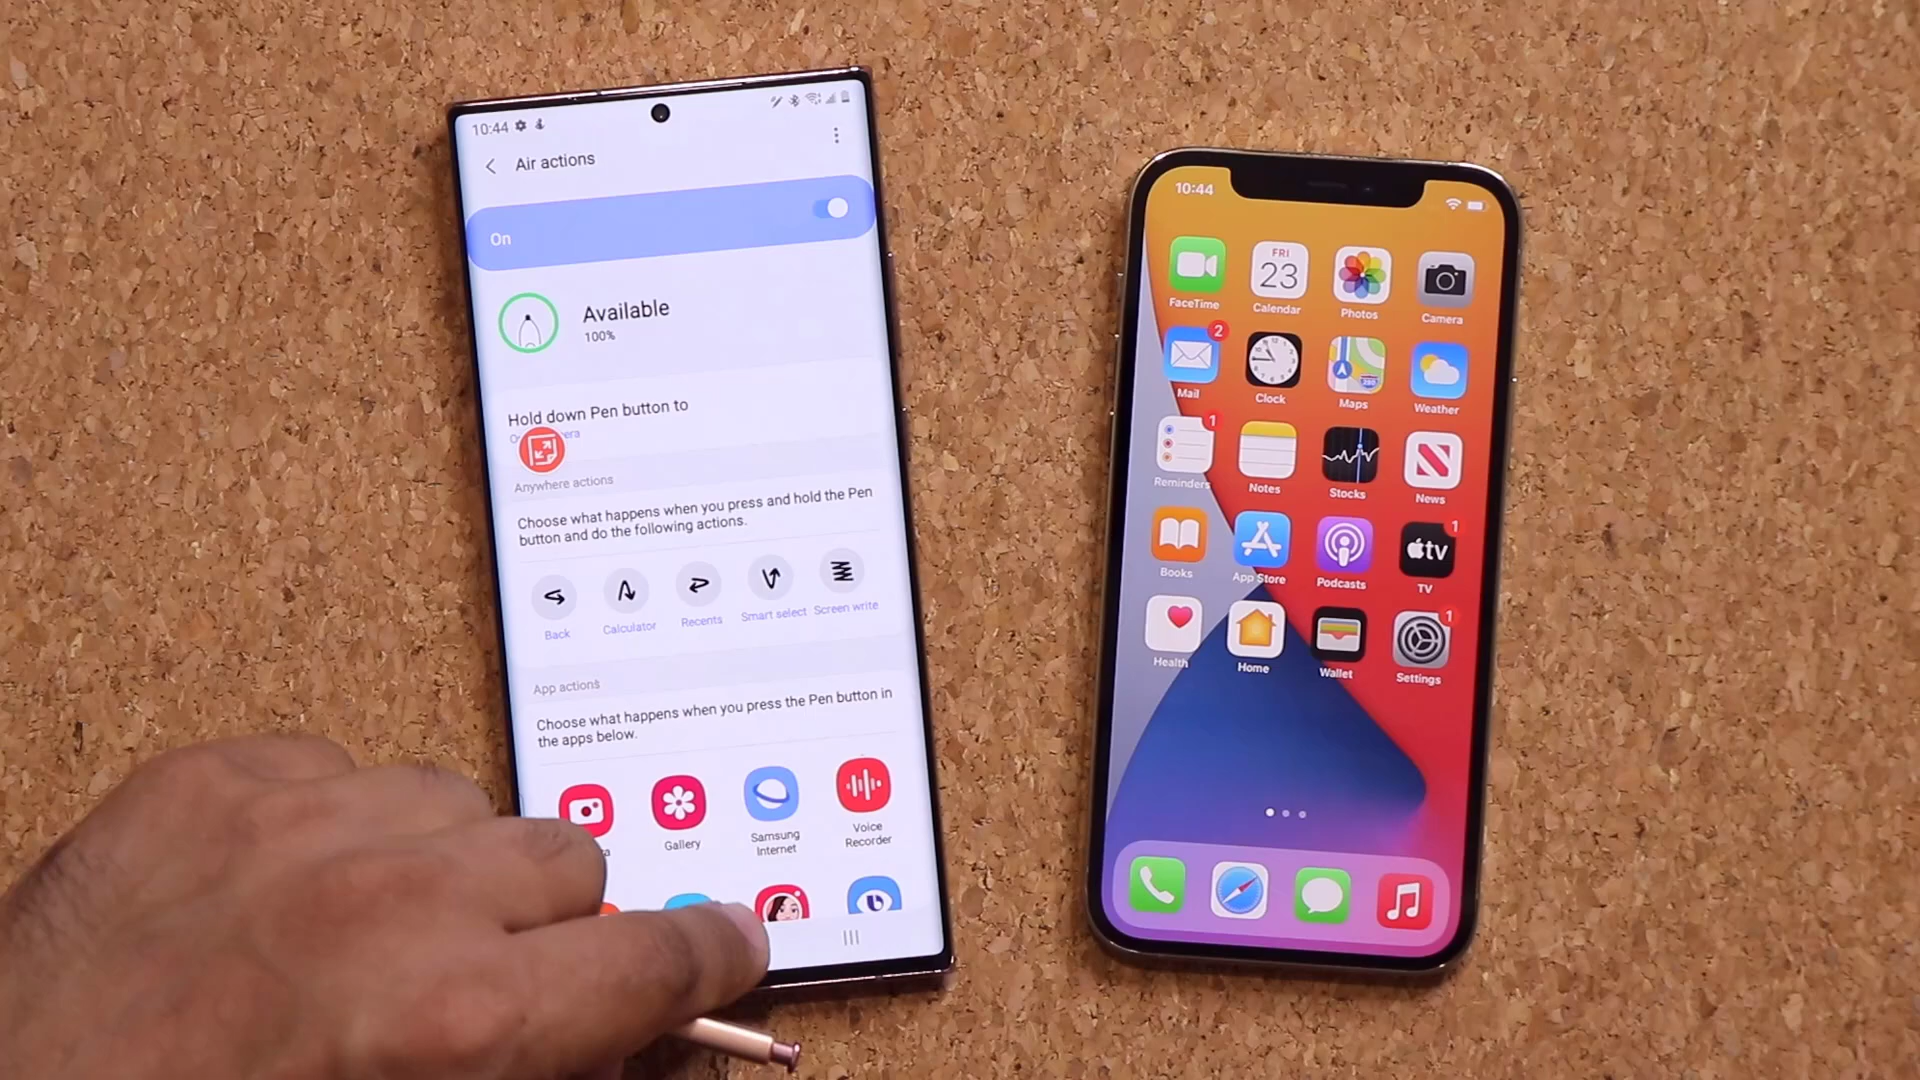 10:44
Air actions
On
Available
100%
Hold down Pen button to
Anywhere actions
Choose what happens when you press and hold the Pen
button and do the following actions.
Back
Calculator
Recents
Smart select
Screen write
App actions
Choose what happens when you press the Pen button in
the apps below.
Gallery
Samsung
Internet
Voice
Recorder
10:44
FRI
23
FaceTime
Calendar
Photos
Camera
2
Mail
Clock
Maps
Weather
1
Reminders
Notes
Stocks
News
1
tv
Books
App Store
Podcasts
TV
1
Health
Home
Wallet
Settings